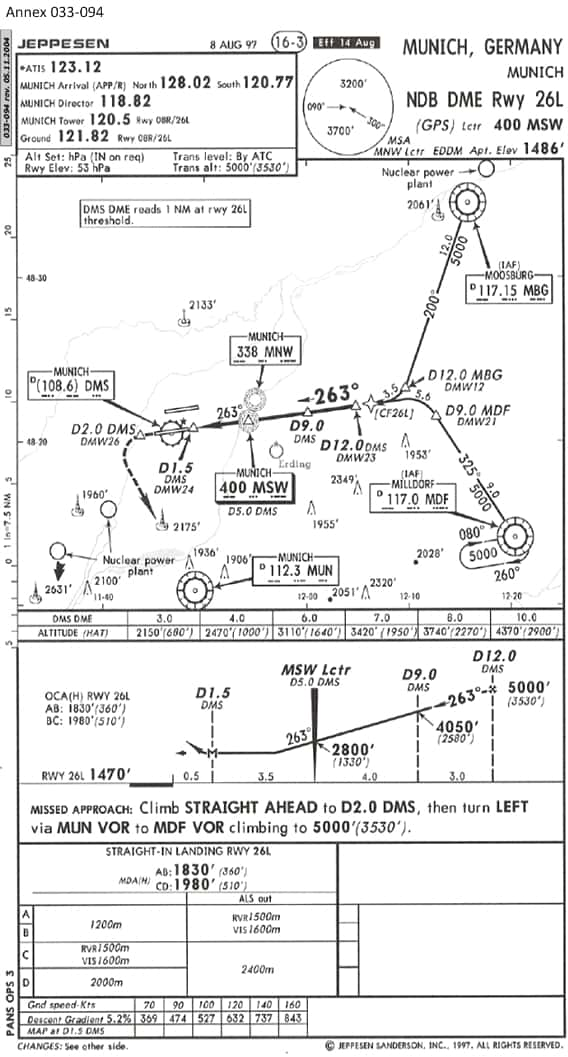 Annex 033-094
033-094 rev. 05.11.2004
JEPPESEN
8 AUG 97
16-3
Eff 14 Aug
MUNICH, GERMANY
MUNICH
NDB DME Rwy 26L
(GPS) Lctr 400 MSW
*ATIS 123.12
MUNICH Arrival (APP/R) North 128.02 South 120.77
MUNICH Director 118.82
MUNICH Tower 120.5 Rwy 08R/26L
Ground 121.82 Rwy 08R/26L
3200'
090°
300°
3700'
MSA
MNW Lctr
EDDM Apt. Elev 1486'
Alt Set: hPa (IN on req)
Trans level: By ATC
Rwy Elev: 53 hPa
Trans alt: 5000'(3530')
Nuclear power
plant
2061'
DMS DME reads 1 NM at rwy 26L
threshold.
12.0
5000
(IAF)
MOOSBURG
D 117.15 MBG
48-30
200°
2133'
MUNICH
338 MNW
MUNICH
D (108.6) DMS
263°
263°
D12.0 MBG
DMW12
3.5
5.6
[CF26L]
D9.0 MDF
DMW21
D2.0 DMS
DMW26
D9.0
DMS
D12.0 DMS
DMW23
48-20
D1.5
DMS
DMW24
Erding
1953'
325°
9.0
5000
MUNICH
400 MSW
D5.0 DMS
2349'
(IAF)
MILLDORF
D 117.0 MDF
1960'
2175'
1955'
080°
5000
260°
Nuclear power
plant
1936'
1906'
MUNICH
D 112.3 MUN
2028'
2631'
2100'
2320'
2051'
11-40
12-00
12-10
12-20
25
20
15
10
5
0
1 In=7.5 NM
5
DMS DME 3.0 4.0 6.0 7.0 8.0 10.0
ALTITUDE (HAT) 2150'(680') 2470'(1000') 3110'(1640') 3420'(1950') 3740'(2270') 4370'(2900')
OCA(H) RWY 26L
AB: 1830'(360')
BC: 1980'(510')
D1.5
DMS
MSW Lctr
D5.0 DMS
D9.0
DMS
D12.0
DMS
263°
5000'
(3530')
4050'
(2580')
263°
2800'
(1330')
M
RWY 26L 1470'
0.5
3.5
4.0
3.0
MISSED APPROACH: Climb STRAIGHT AHEAD to D2.0 DMS, then turn LEFT
via MUN VOR to MDF VOR climbing to 5000'(3530').
STRAIGHT-IN LANDING RWY 26L
MDA(H)
AB: 1830' (360')
CD: 1980' (510')
ALS out
A
B
C
D
1200m
RVR1500m
VIS1600m
RVR1500m
VIS1600m
2400m
2000m
Gnd speed-Kts 70 90 100 120 140 160
Descent Gradient 5.2% 369 474 527 632 737 843
MAP at D1.5 DMS
PANS OPS 3
CHANGES: See other side.
© JEPPESEN SANDERSON, INC., 1997. ALL RIGHTS RESERVED.